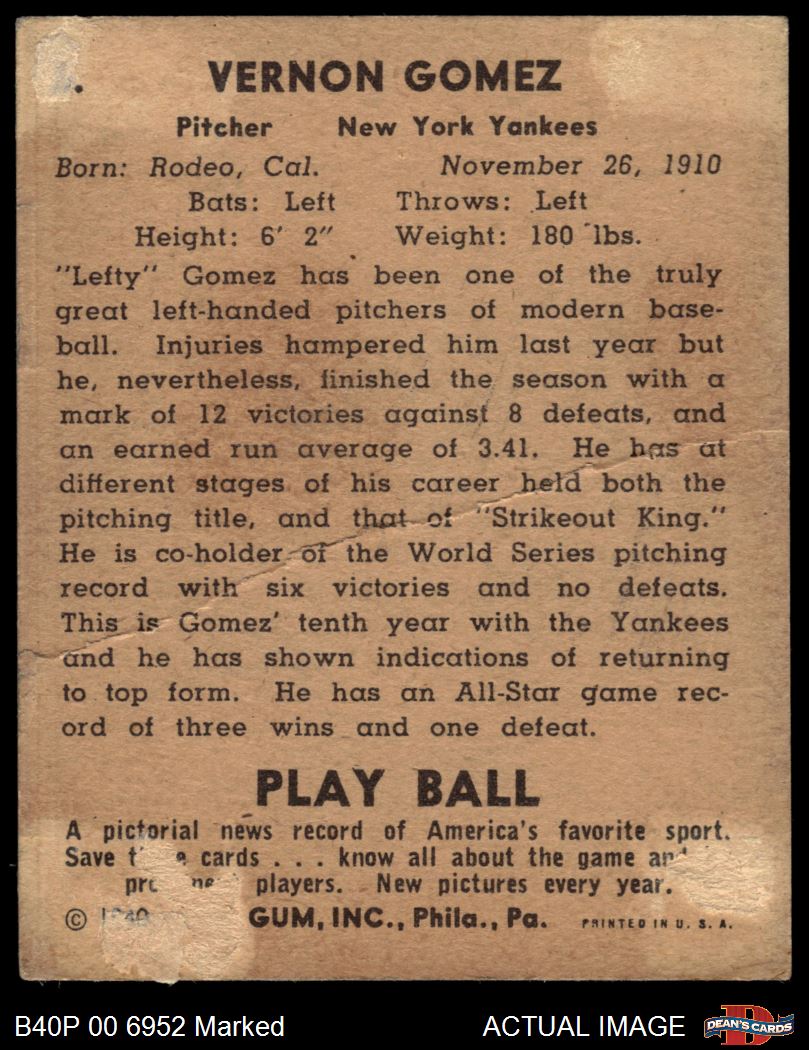 VERNON GOMEZ
Pitcher New York Yankees
Born: Rodeo, Cal. November 26, 1910
Bats: Left Throws: Left
Height: 6' 2" Weight: 180 lbs.
"Lefty" Gomez has been one of the truly
great left-handed pitchers of modern base-
ball. Injuries hampered him last year but
he, nevertheless, finished the season with a
mark of 12 victories against 8 defeats, and
an earned run average of 3.41. He has at
different stages of his career held both the
pitching title, and that of "Strikeout King."
He is co-holder of the World Series pitching
record with six victories and no defeats.
This is Gomez' tenth year with the Yankees
and he has shown indications of returning
to top form. He has an All-Star game rec-
ord of three wins and one defeat.
PLAY BALL
A pictorial news record of America's favorite sport.
Save cards . . . know all about the game
players. New pictures every year.
© GUM, INC., Phila., Pa. PRINTED IN U. S. A.
B40P 00 6952 Marked ACTUAL IMAGE DEAN'S CARDS